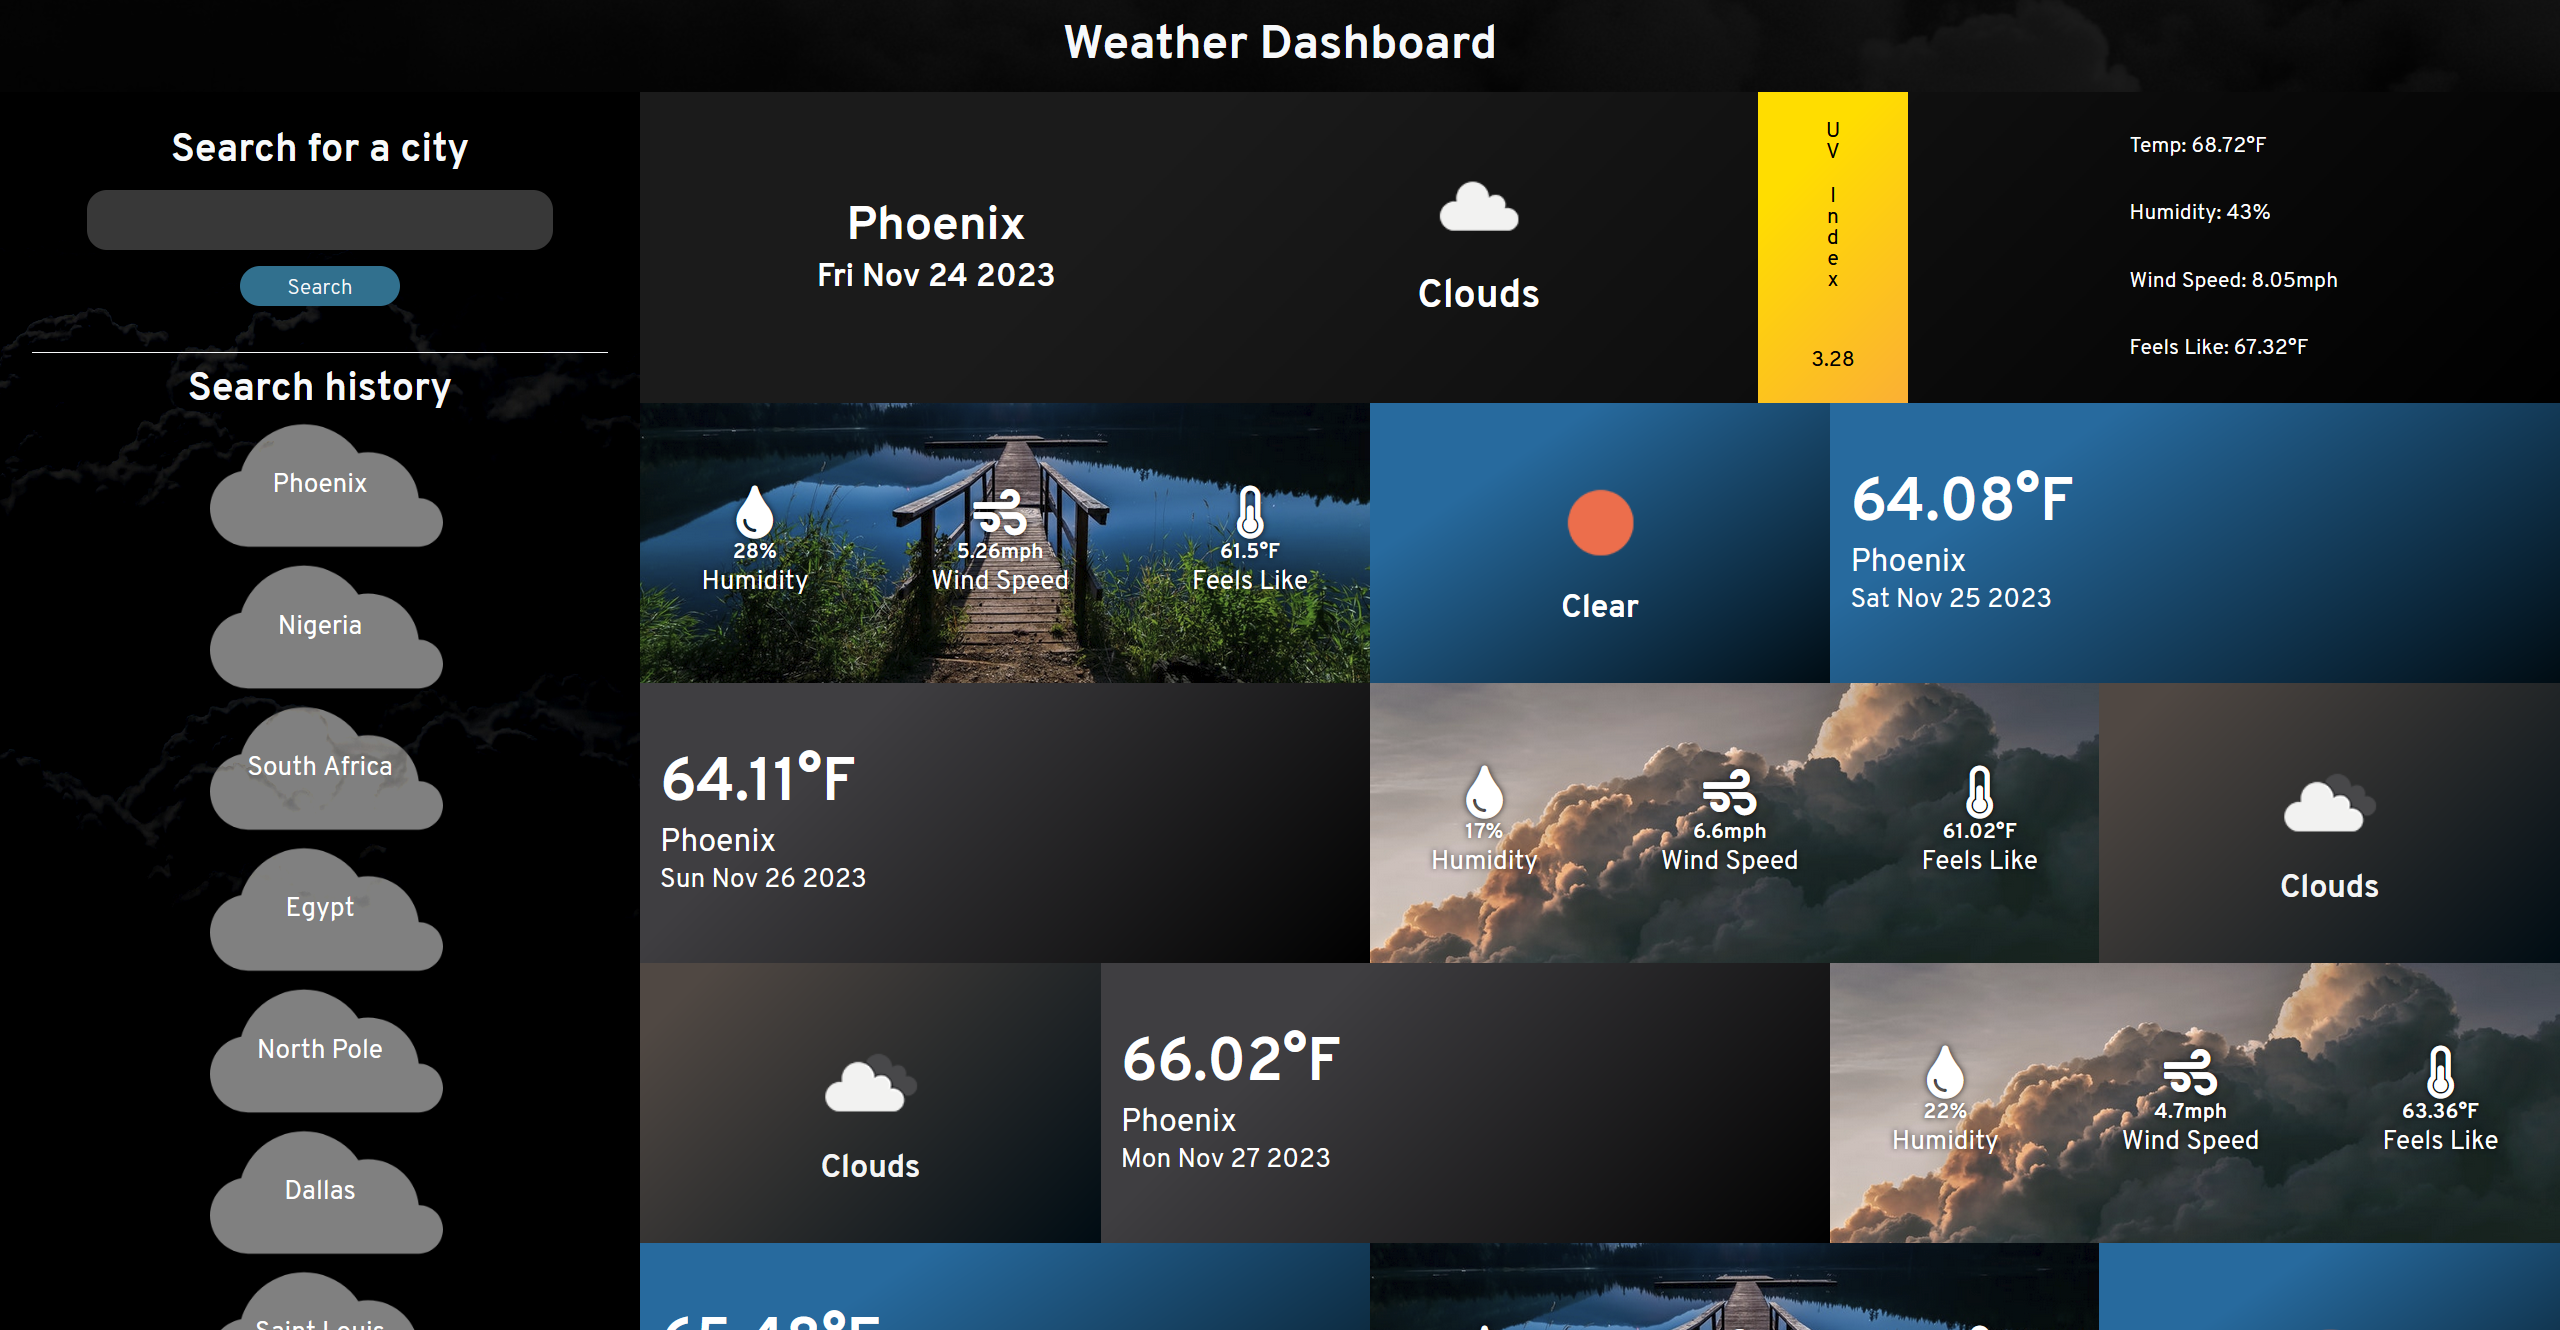 Weather Dashboard
Search for a city
Search
Search history
Phoenix
Nigeria
South Africa
Egypt
North Pole
Dallas
Saint Louis
Phoenix
Fri Nov 24 2023
Clouds
UV Index
3.28
Temp: 68.72°F
Humidity: 43%
Wind Speed: 8.05mph
Feels Like: 67.32°F
28%
Humidity
5.26mph
Wind Speed
61.5°F
Feels Like
Clear
64.08°F
Phoenix
Sat Nov 25 2023
64.11°F
Phoenix
Sun Nov 26 2023
17%
Humidity
6.6mph
Wind Speed
61.02°F
Feels Like
Clouds
Clouds
66.02°F
Phoenix
Mon Nov 27 2023
22%
Humidity
4.7mph
Wind Speed
63.36°F
Feels Like